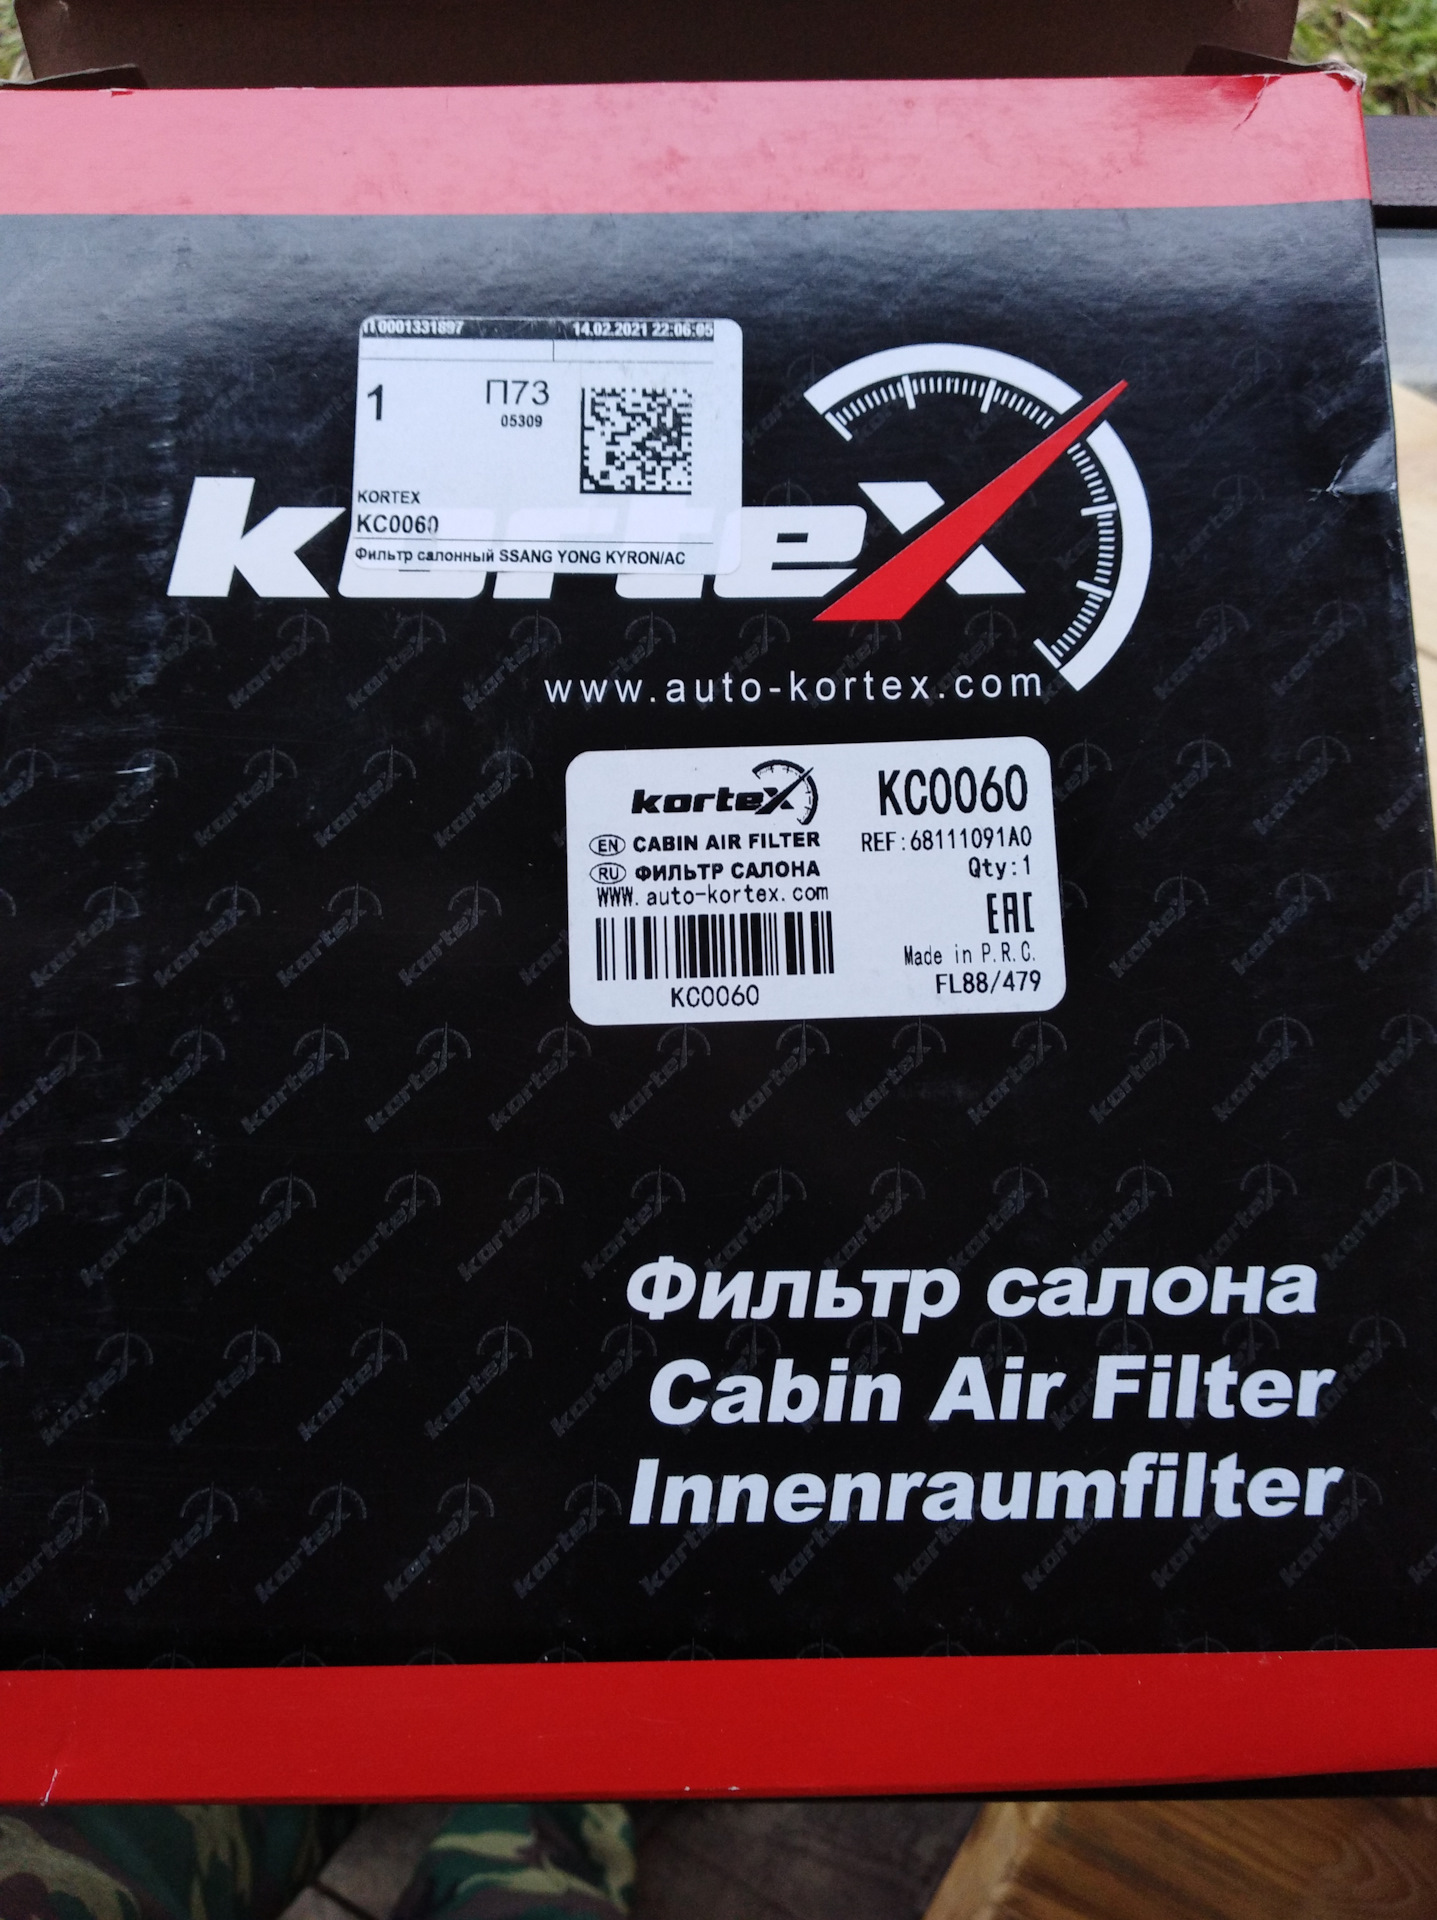 0001331897 14.02.2021 22:06:05
1 П73
05309
KORTEX
KC0060
Фильтр салонный SSANG YONG KYRON/AC
kortex
www.auto-kortex.com
kortex KC0060
EN CABIN AIR FILTER REF:68111091A0
RU ФИЛЬТР САЛОНА Qty:1
WWW.auto-kortex.com
EAC
Made in P.R.C.
KC0060 FL88/479
Фильтр салона
Cabin Air Filter
Innenraumfilter